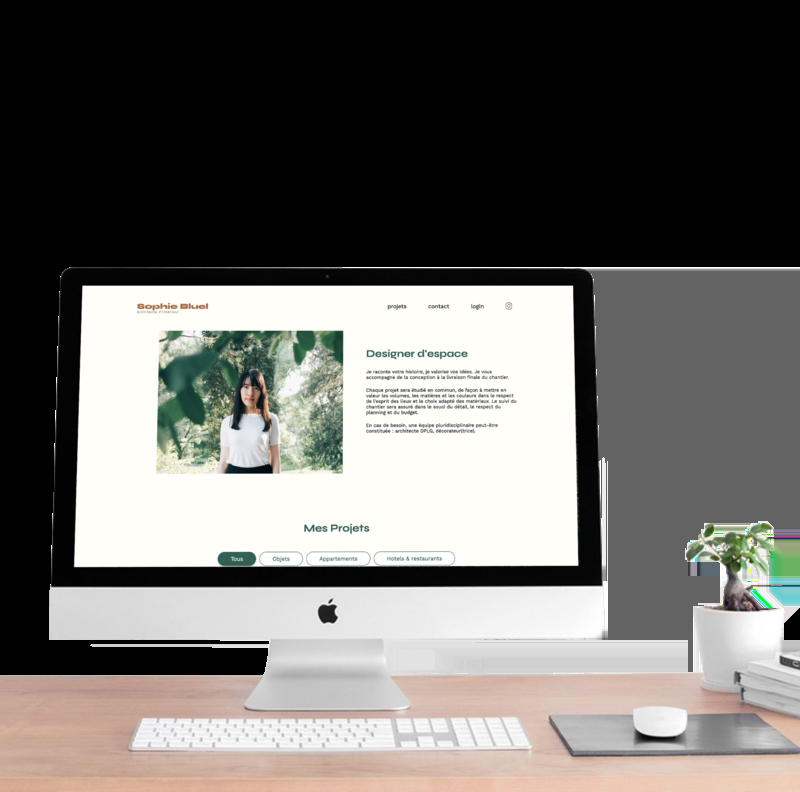 Sophie Bluel
Architecte d'intérieur
projets
contact
login
Designer d'espace
Je raconte votre histoire, je valorise vos idées. Je vous
accompagne de la conception à la livraison finale du chantier.
Chaque projet sera étudié en commun, de façon à mettre en
valeur les volumes, les matières et les couleurs dans le respect
de l'esprit des lieux et le choix adapté des matériaux. Le suivi du
chantier sera assuré dans le souci du détail, le respect du
planning et du budget.
En cas de besoin, une équipe pluridisciplinaire peut-être
constituée : architecte DPLG, décorateur(trice).
Mes Projets
Tous
Objets
Appartements
Hotels & restaurants